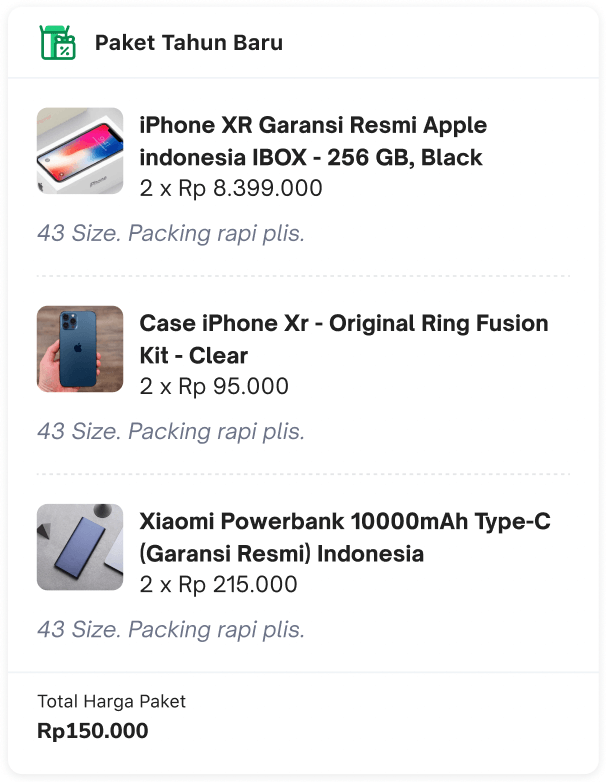 Paket Tahun Baru
iPhone XR Garansi Resmi Apple
indonesia IBOX - 256 GB, Black
2 x Rp 8.399.000
43 Size. Packing rapi plis.
Case iPhone Xr - Original Ring Fusion
Kit - Clear
2 x Rp 95.000
43 Size. Packing rapi plis.
Xiaomi Powerbank 10000mAh Type-C
(Garansi Resmi) Indonesia
2 x Rp 215.000
43 Size. Packing rapi plis.
Total Harga Paket
Rp150.000